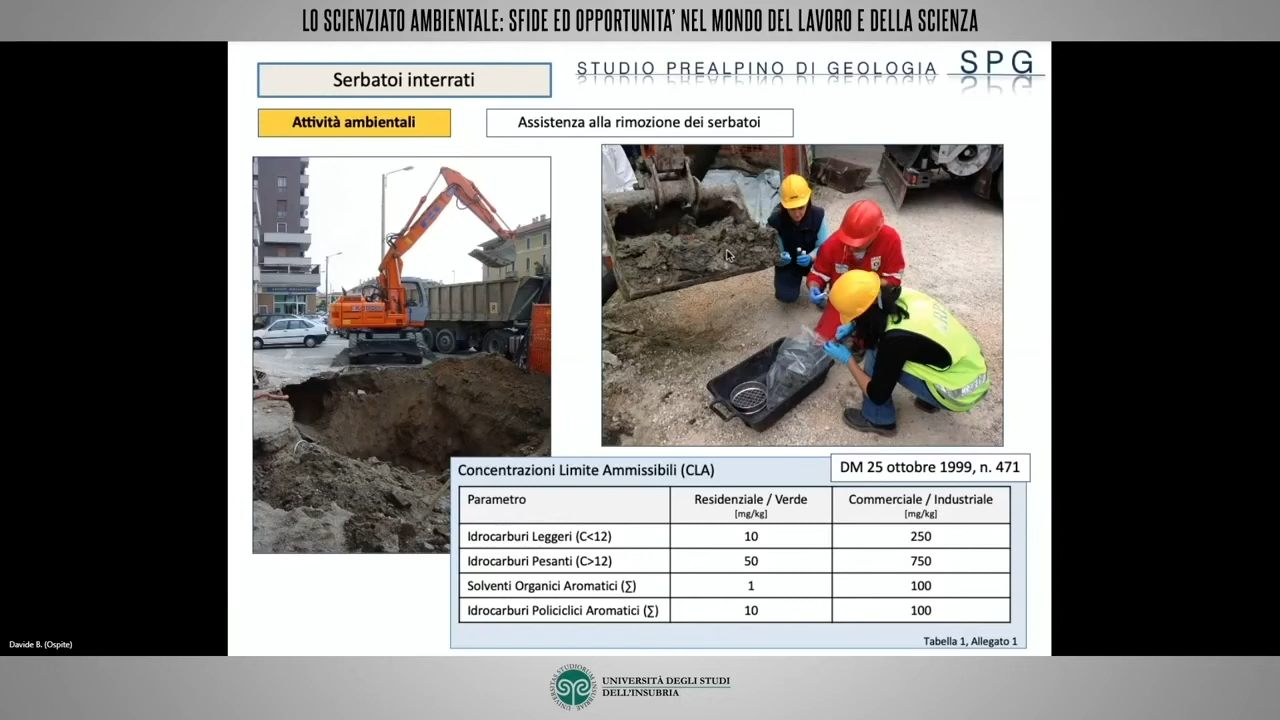 LO SCIENZIATO AMBIENTALE: SFIDE ED OPPORTUNITA' NEL MONDO DEL LAVORO E DELLA SCIENZA
Serbatoi interrati
STUDIO PREALPINO DI GEOLOGIA SPG
Attività ambientali
Assistenza alla rimozione dei serbatoi
Concentrazioni Limite Ammissibili (CLA)
DM 25 ottobre 1999, n. 471
Parametro Residenziale / Verde Commerciale / Industriale
[mg/kg] [mg/kg]
Idrocarburi Leggeri (C<12) 10 250
Idrocarburi Pesanti (C>12) 50 750
Solventi Organici Aromatici (∑) 1 100
Idrocarburi Policiclici Aromatici (∑) 10 100
Tabella 1, Allegato 1
Davide B. (Ospite)
UNIVERSITÀ DEGLI STUDI
DELL'INSUBRIA